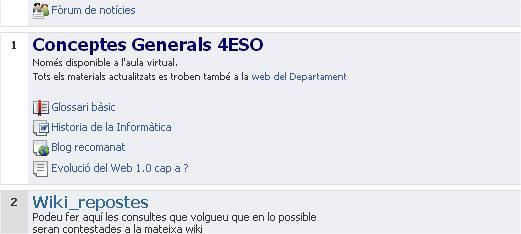 Fòrum de notícies
1
Conceptes Generals 4ESO
Només disponible a l'aula virtual.
Tots els materials actualitzats es troben també a la web del Departament
Glossari bàsic
Historia de la Informàtica
Blog recomanat
Evolució del Web 1.0 cap a ?
2
Wiki_repostes
Podeu fer aquí les consultes que volgueu que en lo possible
seran contestades a la mateixa wiki